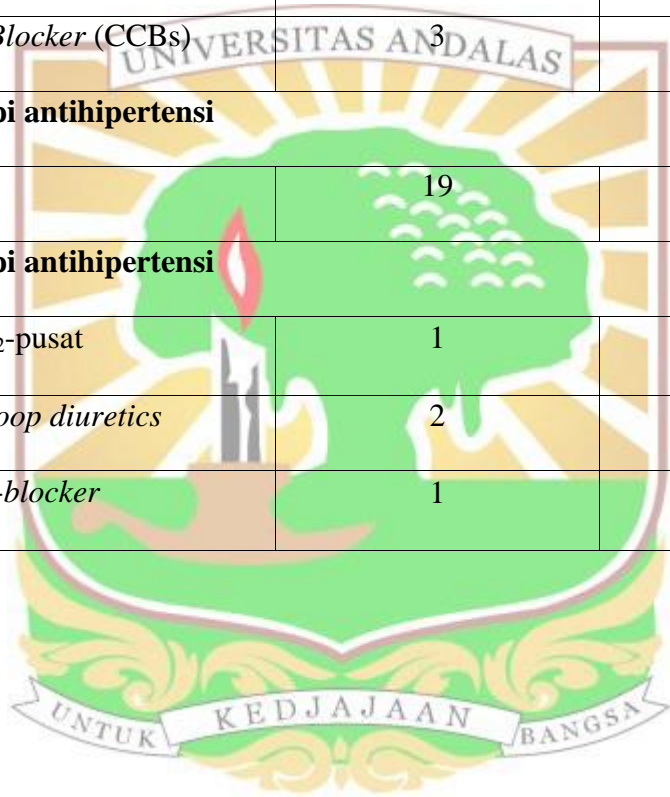 Blocker (CCBs) 3
UNIVERSITAS ANDALAS
pi antihipertensi
19
pi antihipertensi
₂-pusat 1
oop diuretics 2
-blocker 1
UNTUK KEDJAJAAN BANGSA